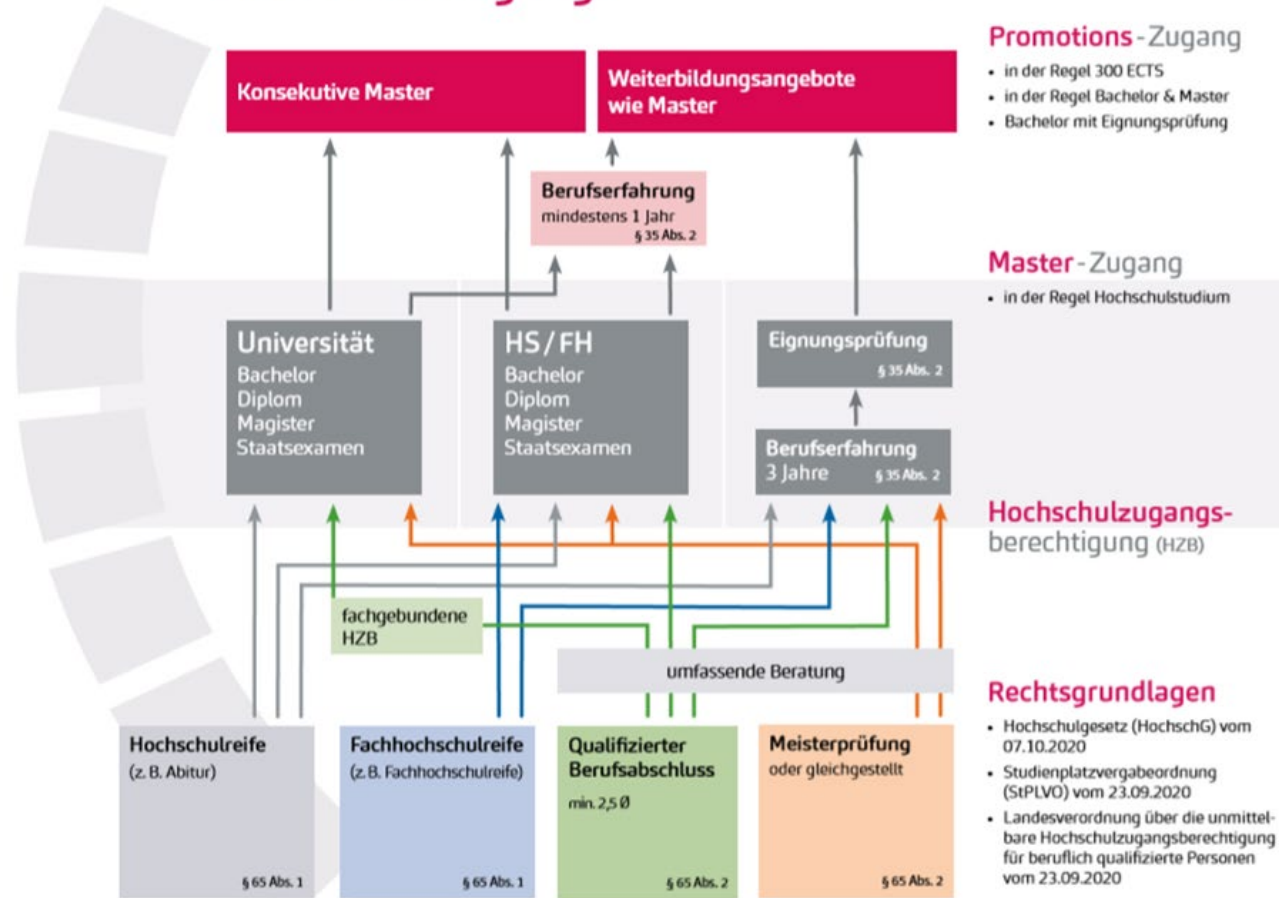 Konsekutive Master
Weiterbildungsangebote
wie Master
Promotions-Zugang
• in der Regel 300 ECTS
• in der Regel Bachelor & Master
• Bachelor mit Eignungsprüfung
Berufserfahrung
mindestens 1 Jahr
§ 35 Abs. 2
Master-Zugang
• in der Regel Hochschulstudium
Universität
Bachelor
Diplom
Magister
Staatsexamen
HS/FH
Bachelor
Diplom
Magister
Staatsexamen
Eignungsprüfung
§ 35 Abs. 2
Berufserfahrung
3 Jahre § 35 Abs. 2
Hochschulzugangs-
berechtigung (HZB)
fachgebundene
HZB
umfassende Beratung
Hochschulreife
(z. B. Abitur)
§ 65 Abs. 1
Fachhochschulreife
(z. B. Fachhochschulreife)
§ 65 Abs. 1
Qualifizierter
Berufsabschluss
min. 2,5 Ø
§ 65 Abs. 2
Meisterprüfung
oder gleichgestellt
§ 65 Abs. 2
Rechtsgrundlagen
• Hochschulgesetz (HochschG) vom
07.10.2020
• Studienplatzvergabeordnung
(StPLVO) vom 23.09.2020
• Landesverordnung über die unmittel-
bare Hochschulzugangsberechtigung
für beruflich qualifizierte Personen
vom 23.09.2020